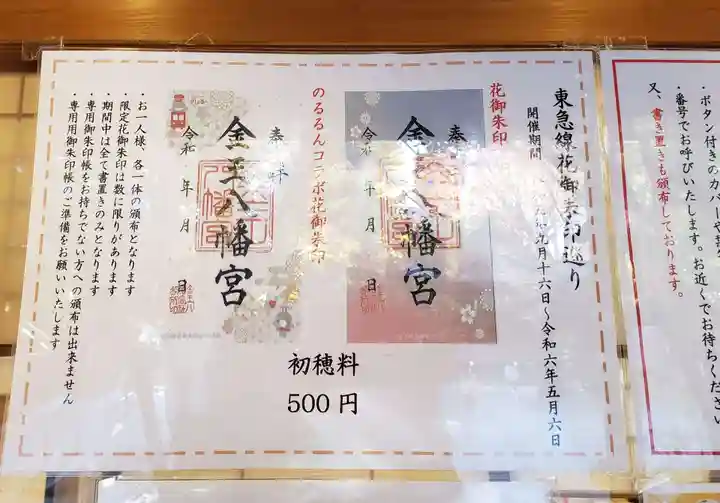 東急線花御朱印巡り
開催期間
九月十六日〜令和六年五月六日
花御朱印
奉
金王八幡宮
令和 年 月 日
のるるんコラボ花御朱印
奉拝
金王八幡宮
令和 年 月 日
初穂料
500円
・お一人様、各一体の頒布となります
限定花御朱印は数に限りがあります
・期間中は全て書置きのみとなります
・専用御朱印帳をお持ちでない方への頒布は出来ません
・専用用御朱印帳のご準備をお願いいたします
・ボタン付きのカバー
・番号でお呼びいたします。お近くでお待ちください
又、書き置きも頒布しております。